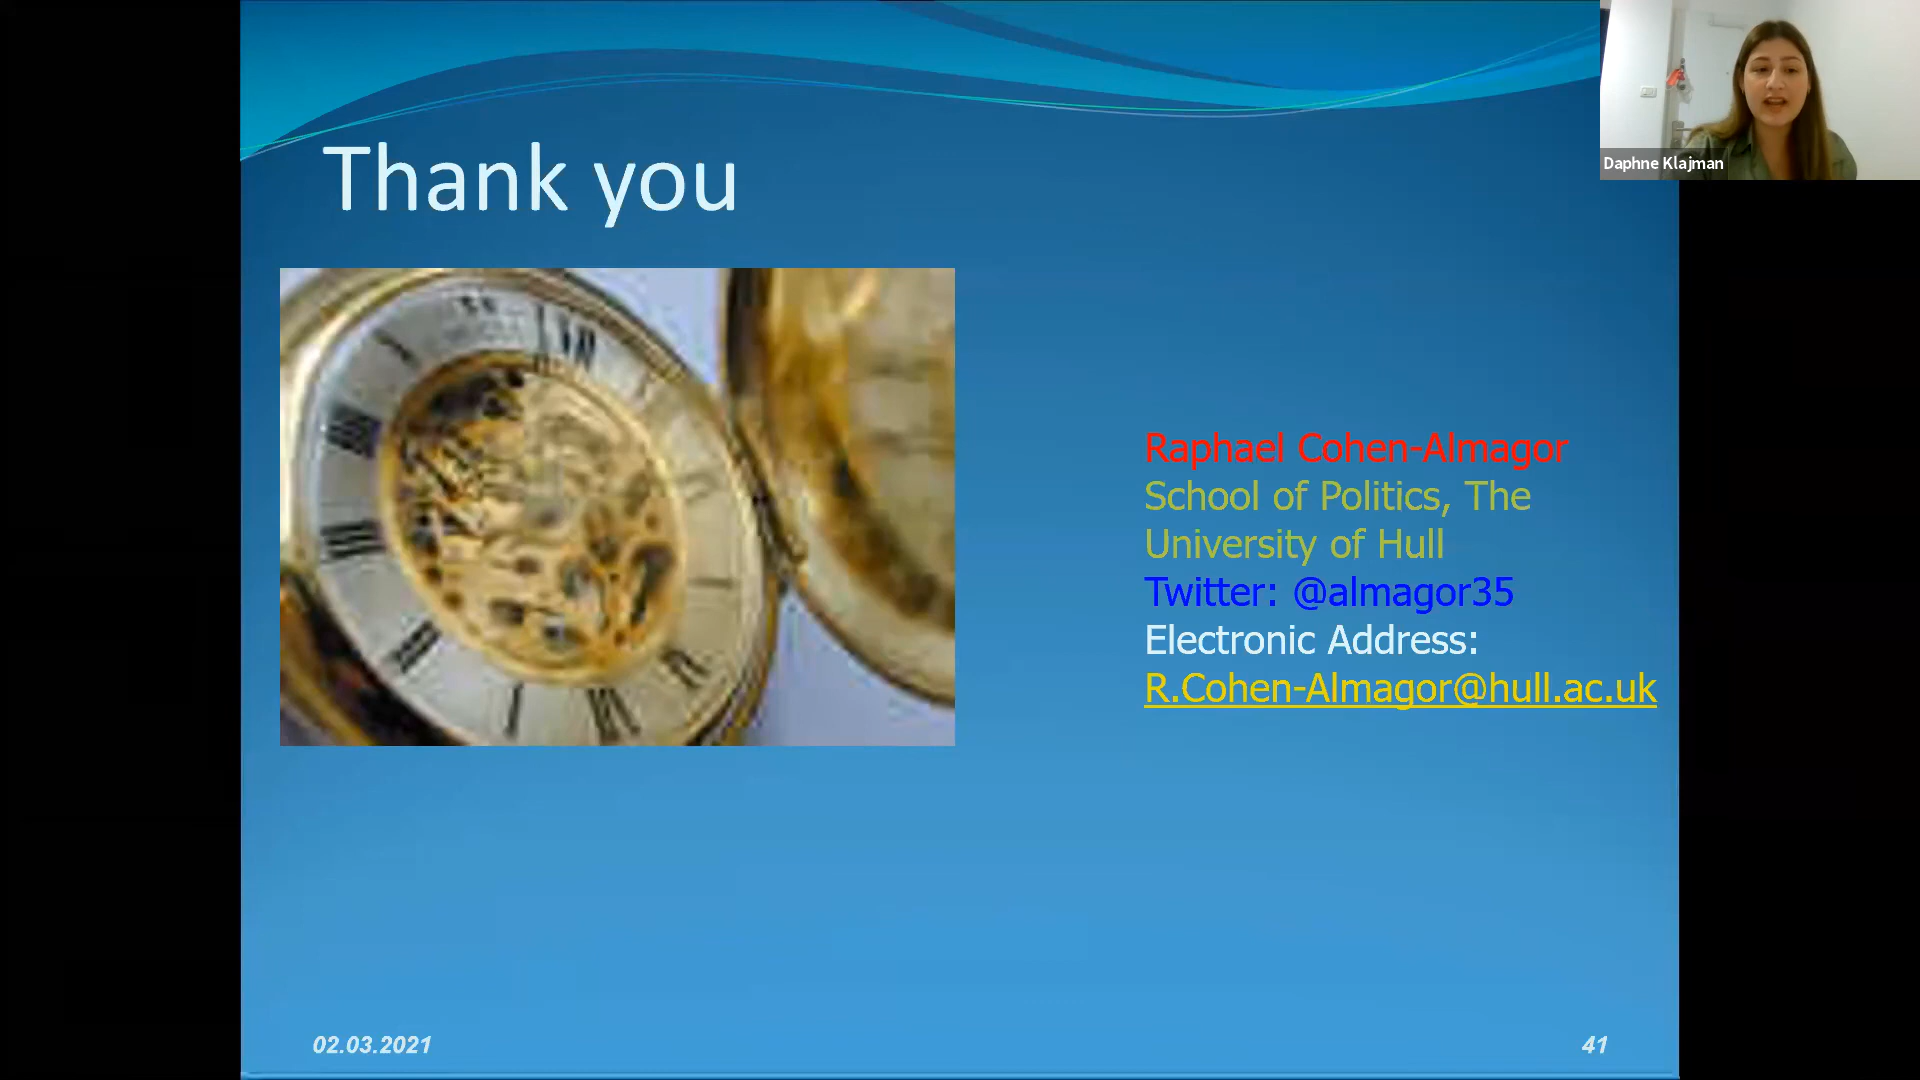 Thank you
Daphne Klajman
Raphael Cohen-Almagor
School of Politics, The
University of Hull
Twitter: @almagor35
Electronic Address:
R.Cohen-Almagor@hull.ac.uk
02.03.2021
41